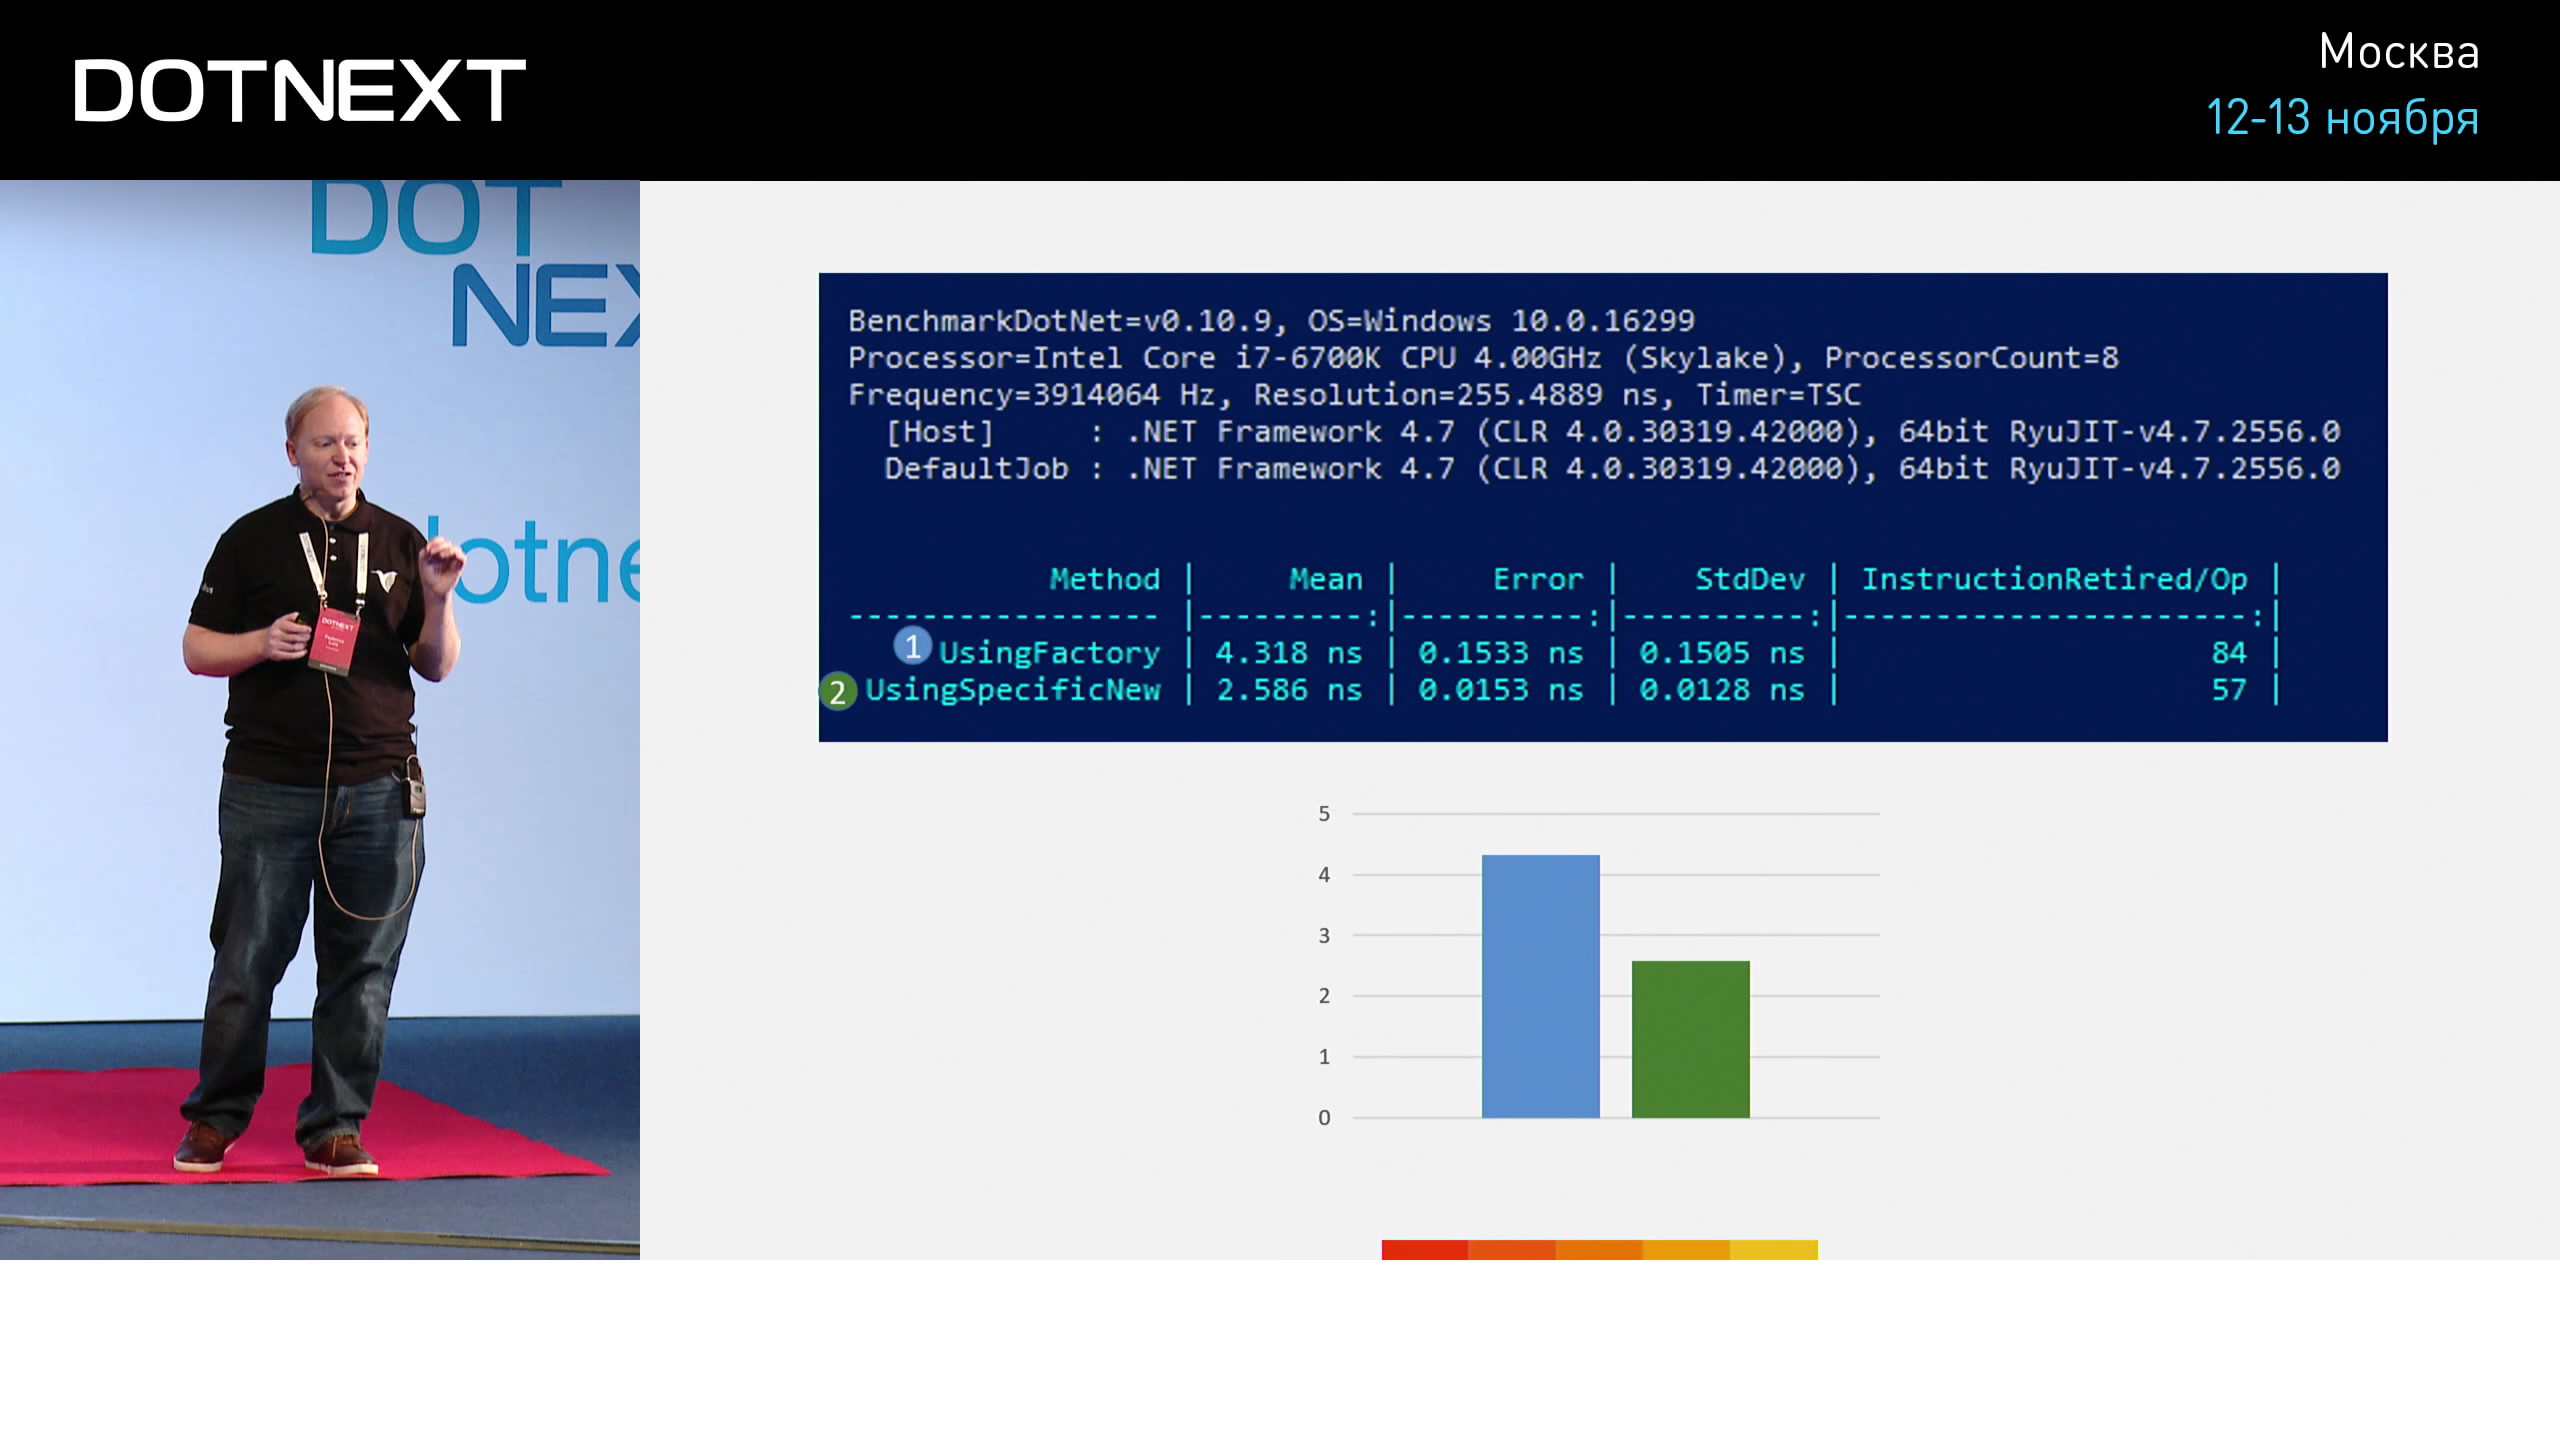 DOTNEXT
Москва
12-13 ноября
DOT
NEX
dotne
DOTNEXT
BenchmarkDotNet=v0.10.9, OS=Windows 10.0.16299
Processor=Intel Core i7-6700K CPU 4.00GHz (Skylake), ProcessorCount=8
Frequency=3914064 Hz, Resolution=255.4889 ns, Timer=TSC
[Host] : .NET Framework 4.7 (CLR 4.0.30319.42000), 64bit RyuJIT-v4.7.2556.0
DefaultJob : .NET Framework 4.7 (CLR 4.0.30319.42000), 64bit RyuJIT-v4.7.2556.0
Method | Mean | Error | StdDev | InstructionRetired/Op |
----------------- |---------:|----------:|----------:|----------------------:|
1 UsingFactory | 4.318 ns | 0.1533 ns | 0.1505 ns | 84 |
2 UsingSpecificNew | 2.586 ns | 0.0153 ns | 0.0128 ns | 57 |
5
4
3
2
1
0